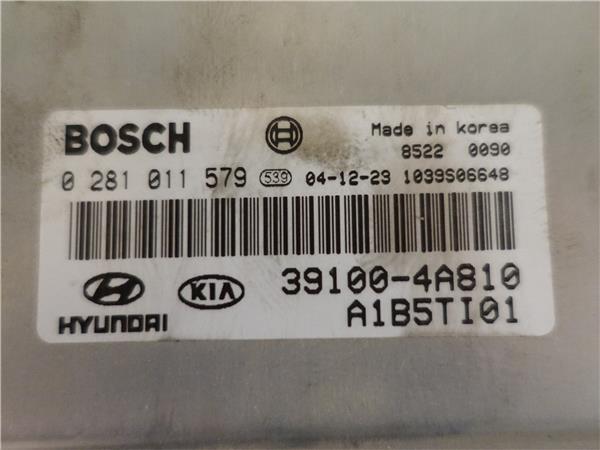 BOSCH
Made in korea
8522 0090
0 281 011 579 539 04-12-23 1039S06648
39100-4A810
HYUNDAI KIA A1B5TI01